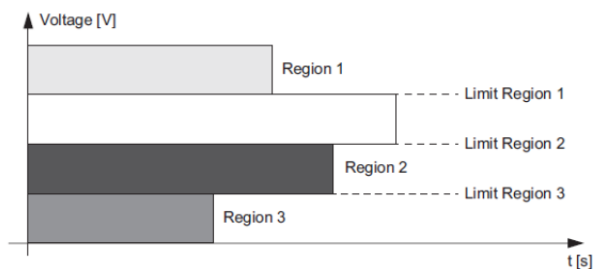 Voltage [V]
Region 1
Limit Region 1
Limit Region 2
Region 2
Limit Region 3
Region 3
t [s]